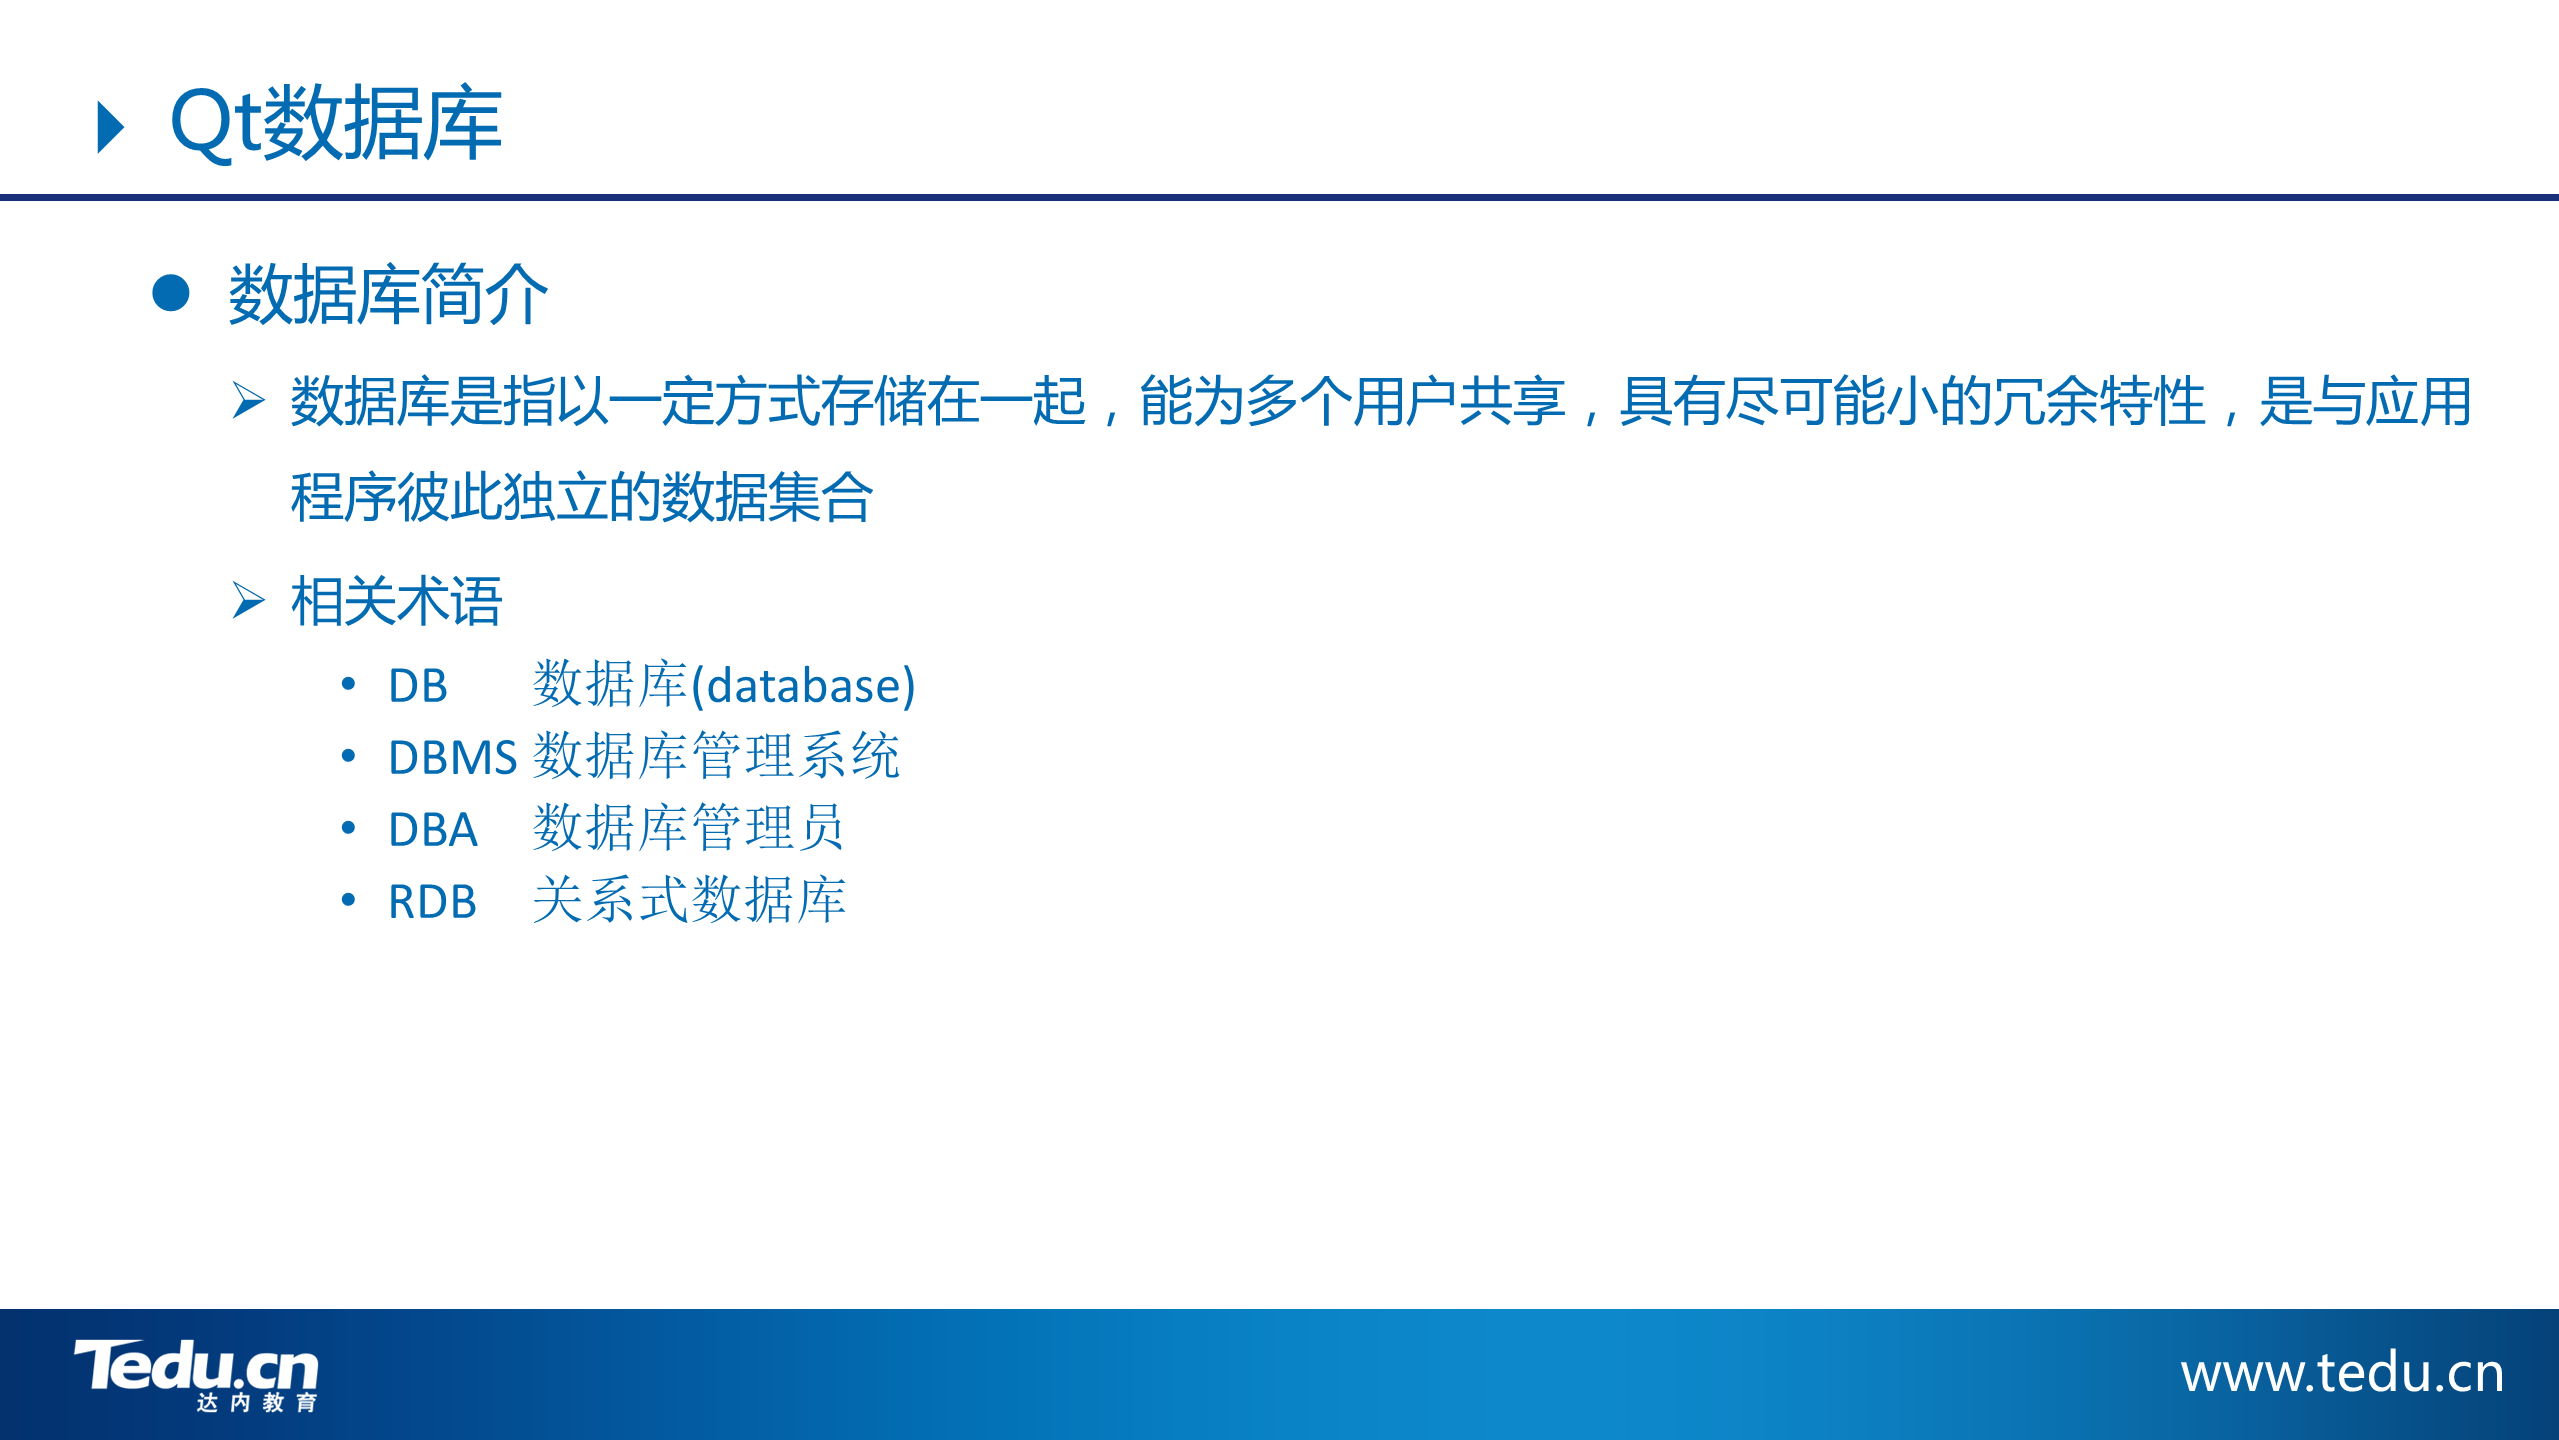 Qt数据库
数据库简介
数据库是指以一定方式存储在一起，能为多个用户共享，具有尽可能小的冗余特性，是与应用
程序彼此独立的数据集合
相关术语
• DB 数据库(database)
• DBMS 数据库管理系统
• DBA 数据库管理员
• RDB 关系式数据库
Tedu.cn
达内教育
www.tedu.cn